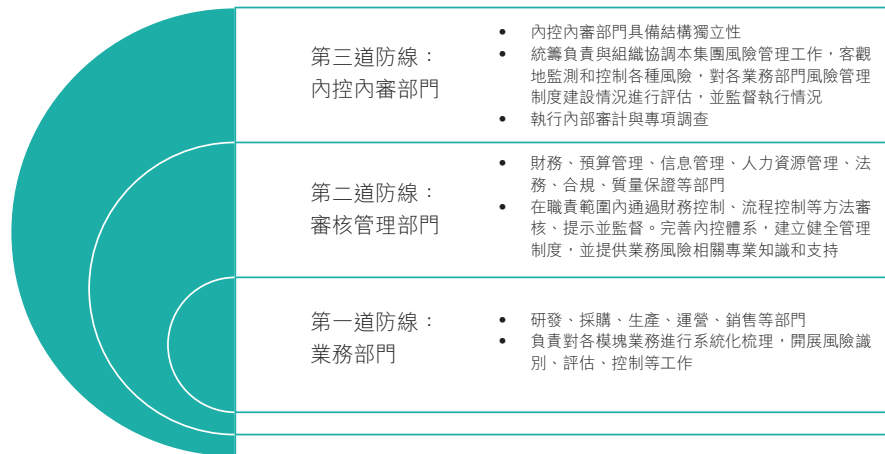 第三道防線：
內控內審部門
• 內控內審部門具備結構獨立性
• 統籌負責與組織協調本集團風險管理工作，客觀
地監測和控制各種風險，對各業務部門風險管理
制度建設情況進行評估，並監督執行情況
• 執行內部審計與專項調查
第二道防線：
審核管理部門
• 財務、預算管理、信息管理、人力資源管理、法
務、合規、質量保證等部門
• 在職責範圍內通過財務控制、流程控制等方法審
核、提示並監督。完善內控體系，建立健全管理
制度，並提供業務風險相關專業知識和支持
第一道防線：
業務部門
• 研發、採購、生產、運營、銷售等部門
• 負責對各模塊業務進行系統化梳理，開展風險識
別、評估、控制等工作